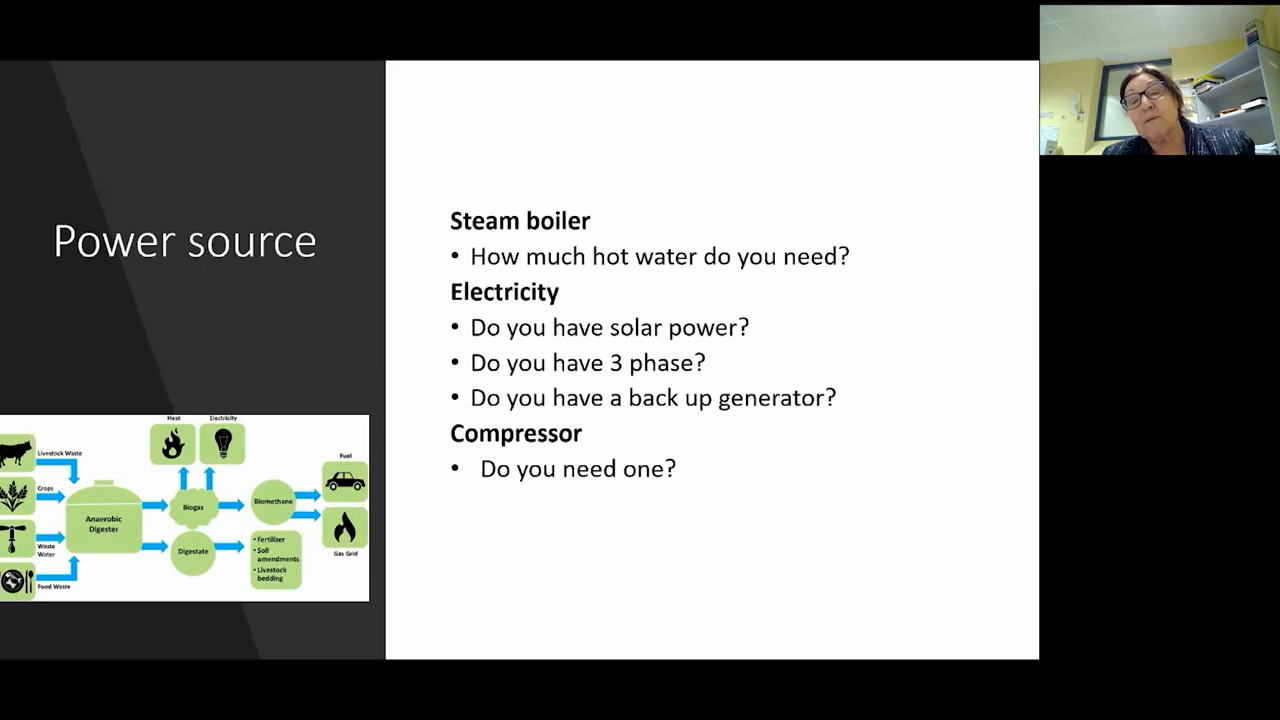 Power source
Steam boiler
• How much hot water do you need?
Electricity
• Do you have solar power?
• Do you have 3 phase?
• Do you have a back up generator?
Compressor
• Do you need one?
Heat
Electricity
Livestock Waste
Fuel
Crops
Anaerobic
Digester
Biogas
Biomethane
Waste
Water
Digestate
• Fertilizer
• Soil
amendments
• Livestock
bedding
Gas Grid
Food Waste